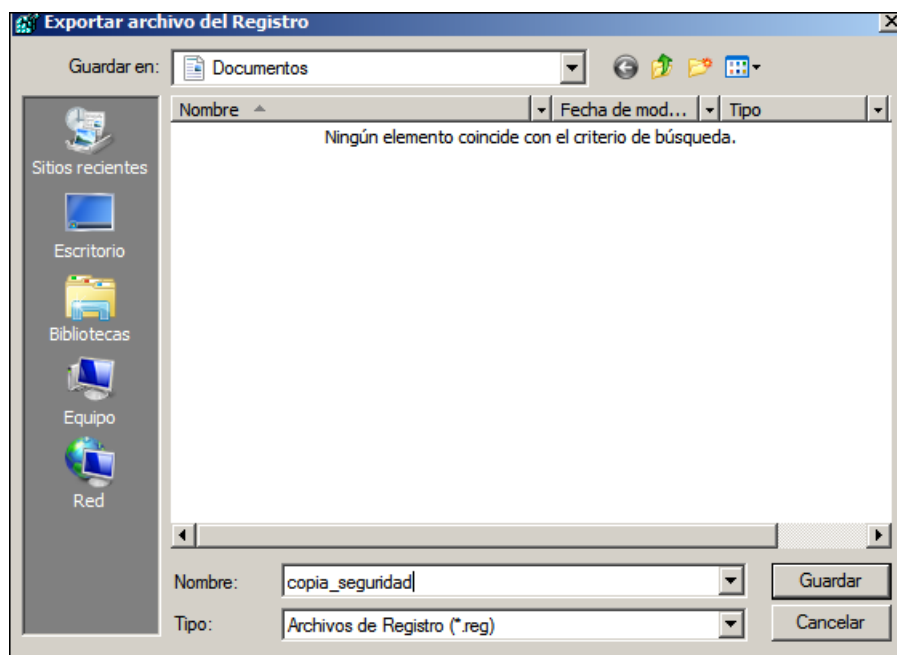 Exportar archivo del Registro
Guardar en: Documentos
Nombre Fecha de mod... Tipo
Ningún elemento coincide con el criterio de búsqueda.
Sitios recientes
Escritorio
Bibliotecas
Equipo
Red
Nombre: copia_seguridad Guardar
Tipo: Archivos de Registro (*.reg) Cancelar